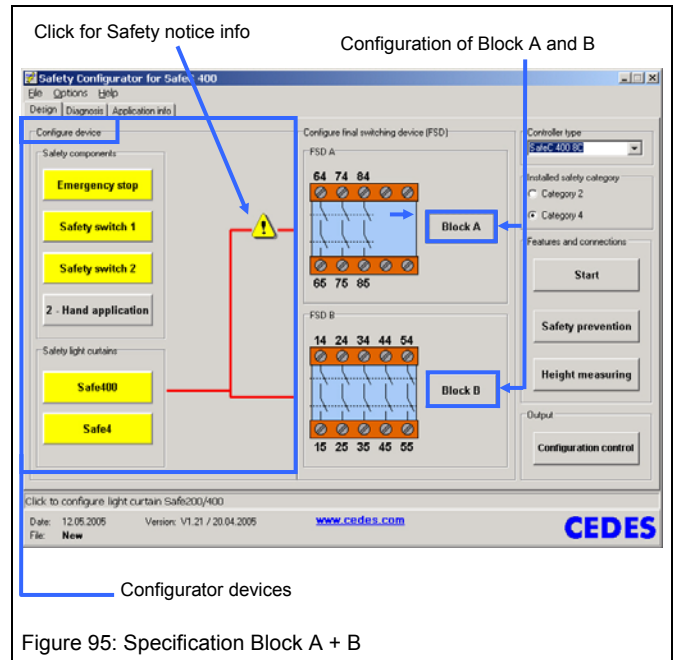 Click for Safety notice info
Configuration of Block A and B
Safety Configurator for SafeC 400
File Options Help
Design Diagnosis Application info
Configure device
Safety components
Emergency stop
Safety switch 1
Safety switch 2
2 - Hand application
Safety light curtains
Safe400
Safe4
Configure final switching device (FSD)
FSD A
64 74 84
65 75 85
Block A
FSD B
14 24 34 44 54
15 25 35 45 55
Block B
Controller type
SafeC 400 8C
Installed safety category
Category 2
Category 4
Features and connections
Start
Safety prevention
Height measuring
Output
Configuration control
Click to configure light curtain Safe200/400
Date: 12.05.2005 Version: V1.21 / 20.04.2005 www.cedes.com
File: New
CEDES
Configurator devices
Figure 95: Specification Block A + B